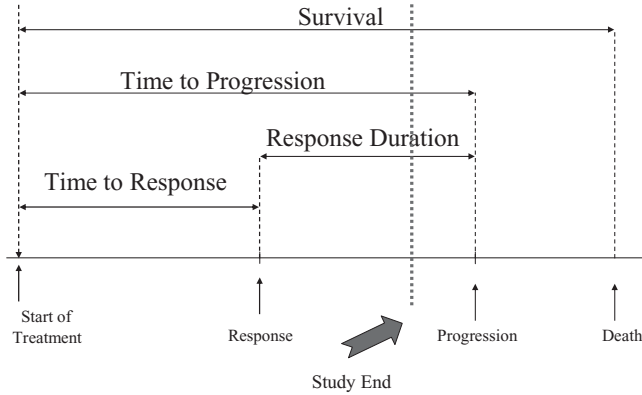 Survival
Time to Progression
Response Duration
Time to Response
Start of
Treatment
Response
Progression
Death
Study End